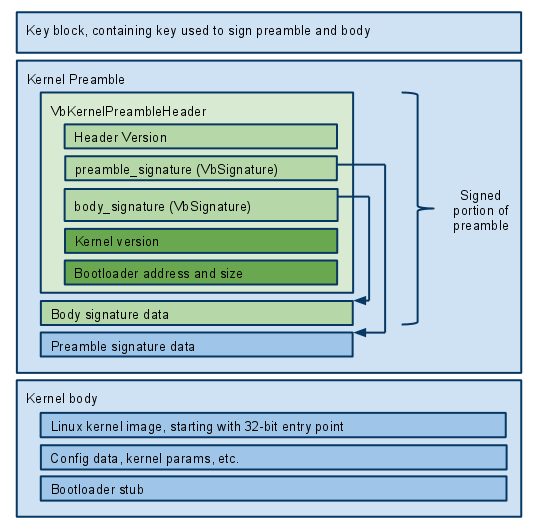 Key block, containing key used to sign preamble and body
Kernel Preamble
VbKernelPreambleHeader
Header Version
preamble_signature (VbSignature)
body_signature (VbSignature)
Kernel version
Bootloader address and size
Body signature data
Preamble signature data
Signed
portion of
preamble
Kernel body
Linux kernel image, starting with 32-bit entry point
Config data, kernel params, etc.
Bootloader stub